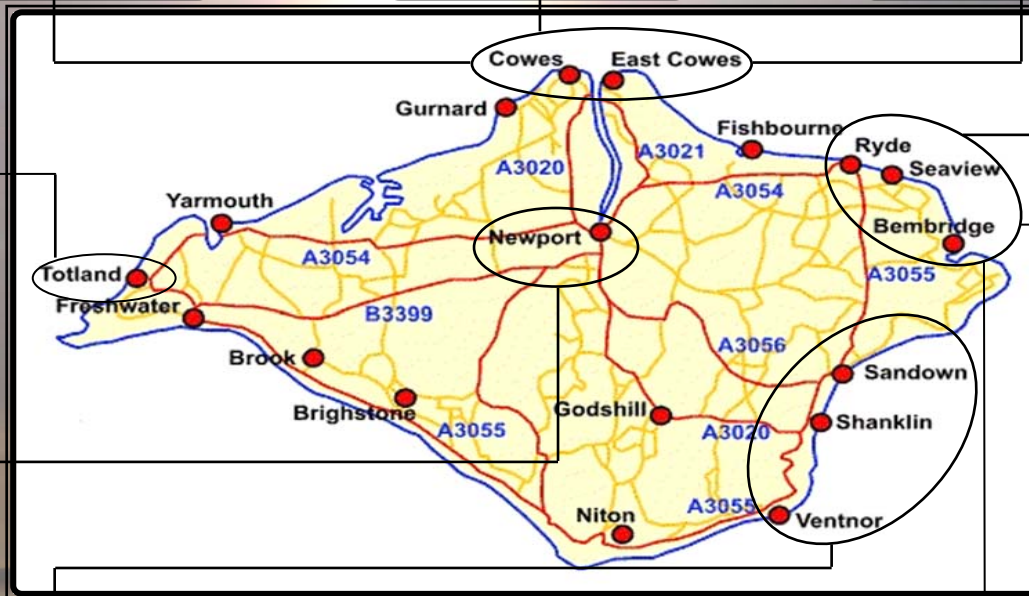 Cowes
East Cowes
Gurnard
Fishbourne
Ryde
A3020
A3021
Seaview
A3054
Yarmouth
Bembridge
Newport
A3054
Totland
A3055
Freshwater
B3399
A3056
Brook
Sandown
Brighstone
Godshill
Shanklin
A3055
A3020
A3055
Niton
Ventnor